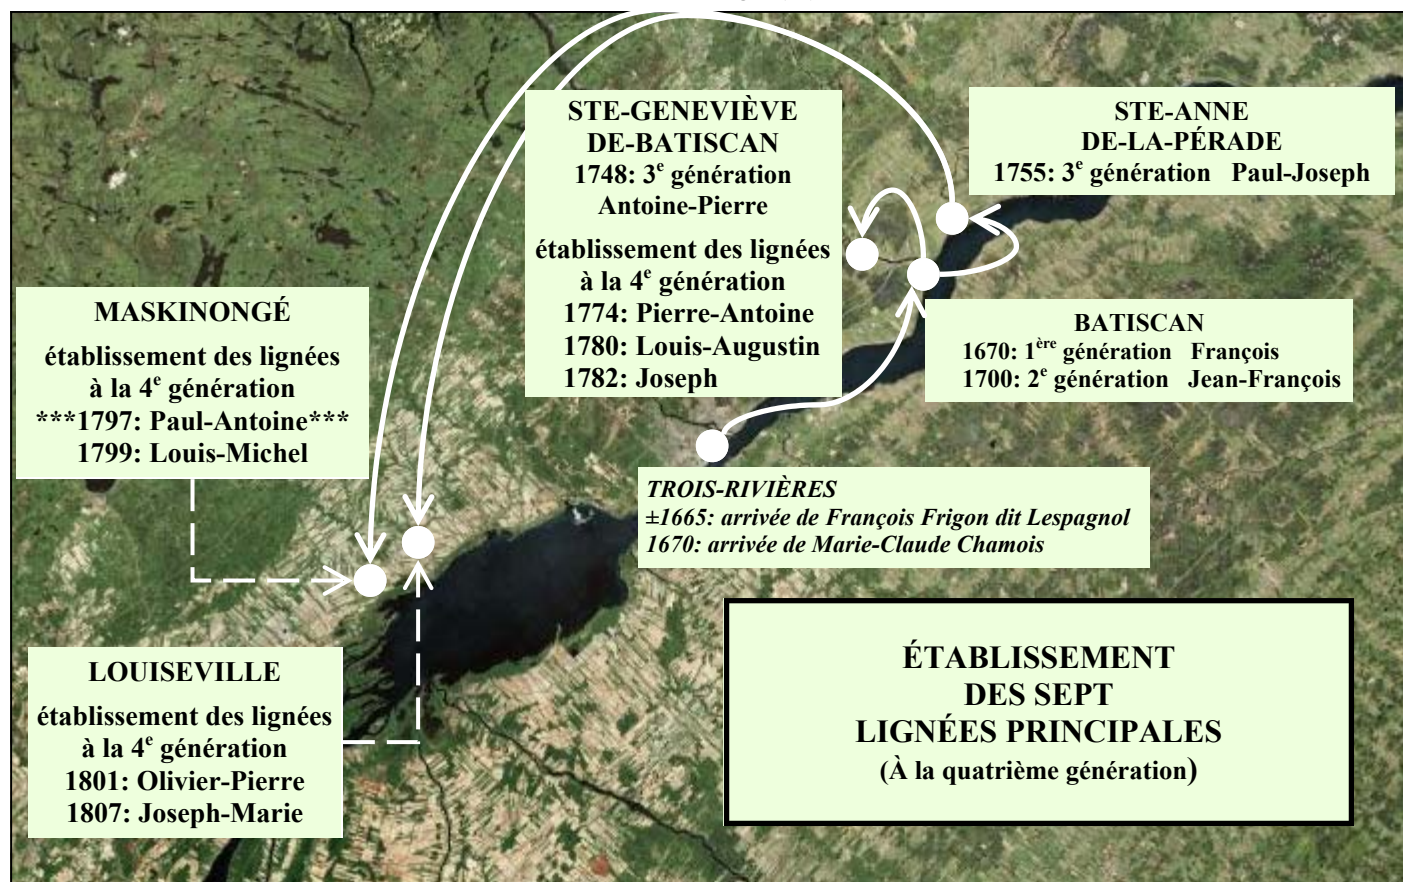 STE-GENEVIÈVE
DE-BATISCAN
1748: 3e génération
Antoine-Pierre
établissement des lignées
à la 4e génération
1774: Pierre-Antoine
1780: Louis-Augustin
1782: Joseph
STE-ANNE
DE-LA-PÉRADE
1755: 3e génération Paul-Joseph
MASKINONGÉ
établissement des lignées
à la 4e génération
***1797: Paul-Antoine***
1799: Louis-Michel
BATISCAN
1670: 1ère génération François
1700: 2e génération Jean-François
TROIS-RIVIÈRES
±1665: arrivée de François Frigon dit Lespagnol
1670: arrivée de Marie-Claude Chamois
LOUISEVILLE
établissement des lignées
à la 4e génération
1801: Olivier-Pierre
1807: Joseph-Marie
ÉTABLISSEMENT
DES SEPT
LIGNÉES PRINCIPALES
(À la quatrième génération)